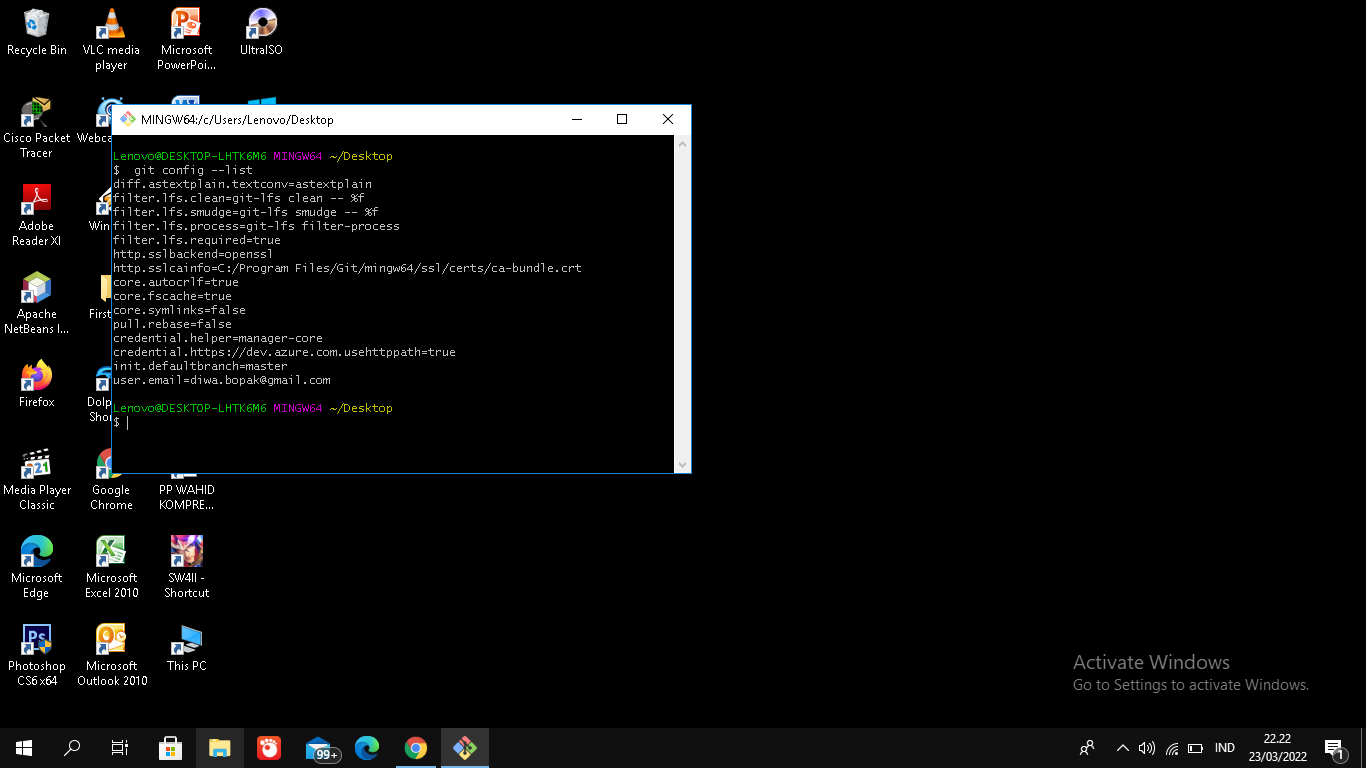 Recycle Bin
VLC media
player
Microsoft
PowerPoi...
UltraISO
Cisco Packet
Tracer
Webca
Adobe
Reader XI
Win
Apache
NetBeans I...
First
Firefox
Dolp
Sho
Media Player
Classic
Google
Chrome
PP WAHID
KOMPRE...
Microsoft
Edge
Microsoft
Excel 2010
SW4II -
Shortcut
Photoshop
CS6 x64
Microsoft
Outlook 2010
This PC
MINGW64:/c/Users/Lenovo/Desktop
Lenovo@DESKTOP-LHTK6M6 MINGW64 ~/Desktop
$  git config --list
diff.astextplain.textconv=astextplain
filter.lfs.clean=git-lfs clean -- %f
filter.lfs.smudge=git-lfs smudge -- %f
filter.lfs.process=git-lfs filter-process
filter.lfs.required=true
http.sslbackend=openssl
http.sslcainfo=C:/Program Files/Git/mingw64/ssl/certs/ca-bundle.crt
core.autocrlf=true
core.fscache=true
core.symlinks=false
pull.rebase=false
credential.helper=manager-core
credential.https://dev.azure.com.usehttppath=true
init.defaultbranch=master
user.email=diwa.bopak@gmail.com
Lenovo@DESKTOP-LHTK6M6 MINGW64 ~/Desktop
$
Activate Windows
Go to Settings to activate Windows.
99+
IND
22.22
23/03/2022
1